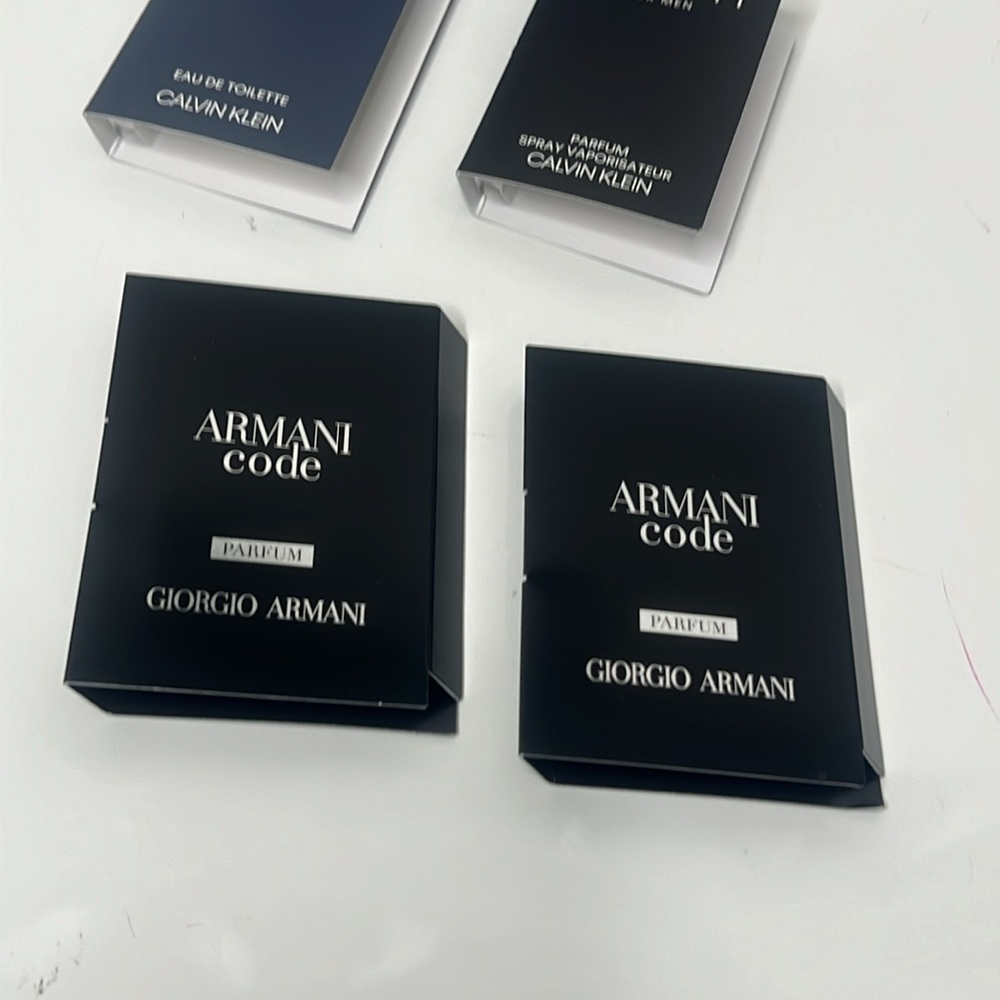 EAU DE TOILETTE
CALVIN KLEIN
MEN
PARFUM
SPRAY VAPORISATEUR
CALVIN KLEIN
ARMANI
code
PARFUM
GIORGIO ARMANI
ARMANI
code
PARFUM
GIORGIO ARMANI